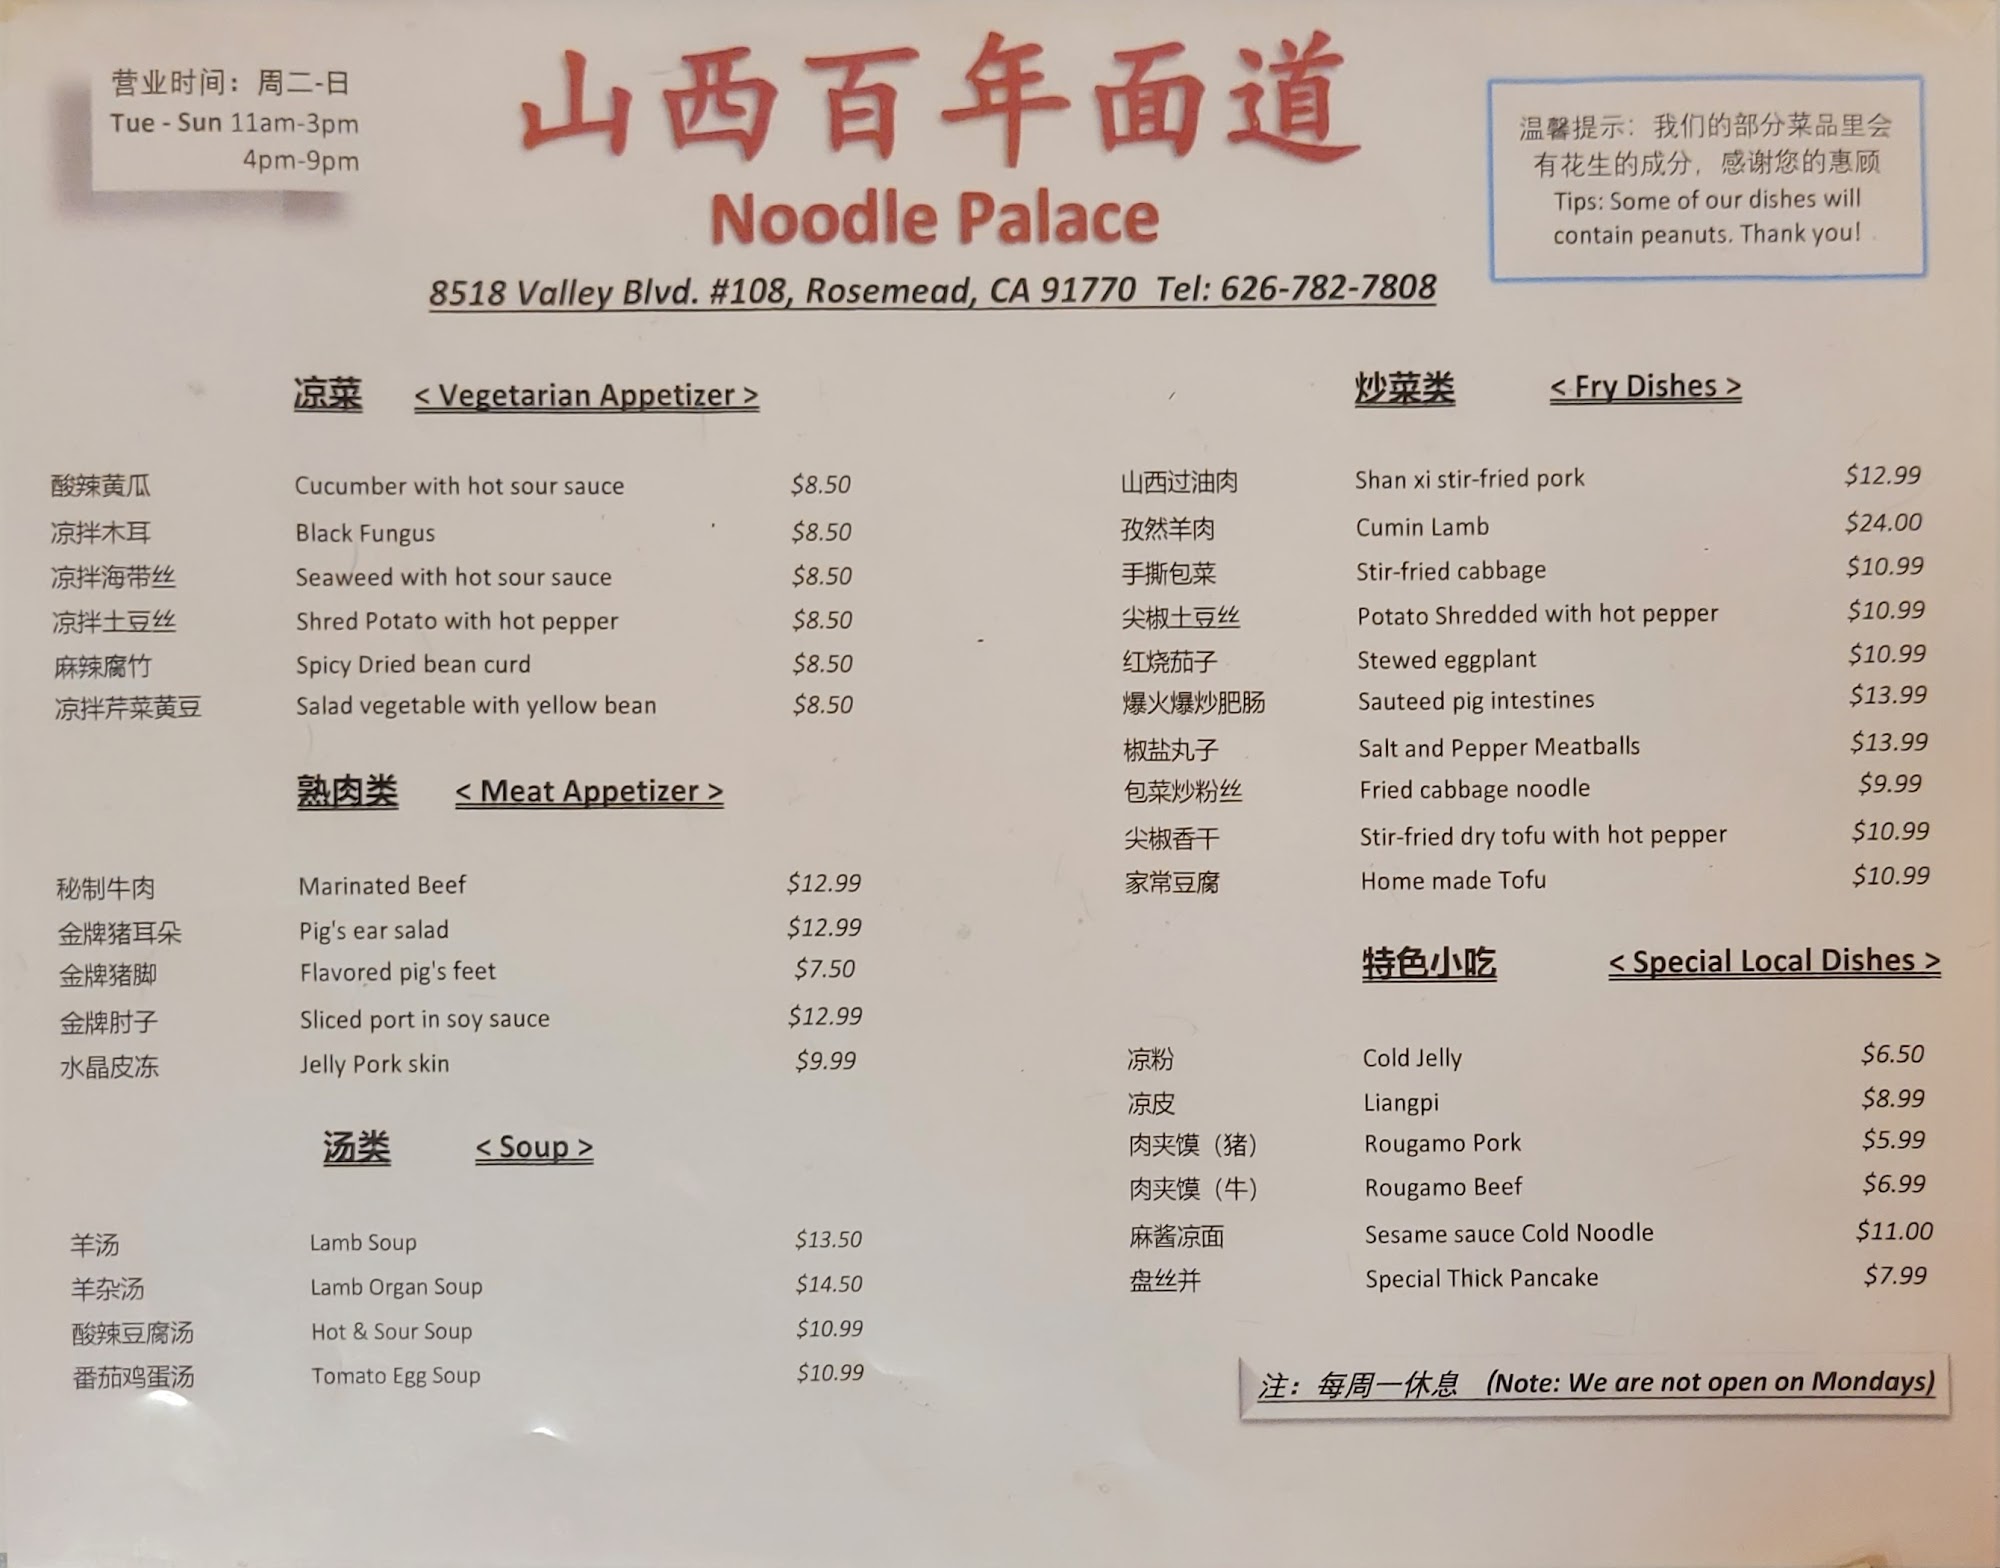 营业时间：周二-日
Tue - Sun 11am-3pm
4pm-9pm
山西百年面道
Noodle Palace
8518 Valley Blvd. #108, Rosemead, CA 91770 Tel: 626-782-7808
温馨提示：我们的部分菜品里会
有花生的成分，感谢您的惠顾
Tips: Some of our dishes will
contain peanuts. Thank you!
凉菜 < Vegetarian Appetizer >
酸辣黄瓜 Cucumber with hot sour sauce $8.50
凉拌木耳 Black Fungus $8.50
凉拌海带丝 Seaweed with hot sour sauce $8.50
凉拌土豆丝 Shred Potato with hot pepper $8.50
麻辣腐竹 Spicy Dried bean curd $8.50
凉拌芹菜黄豆 Salad vegetable with yellow bean $8.50
熟肉类 < Meat Appetizer >
秘制牛肉 Marinated Beef $12.99
金牌猪耳朵 Pig's ear salad $12.99
金牌猪脚 Flavored pig's feet $7.50
金牌肘子 Sliced port in soy sauce $12.99
水晶皮冻 Jelly Pork skin $9.99
汤类 < Soup >
羊汤 Lamb Soup $13.50
羊杂汤 Lamb Organ Soup $14.50
酸辣豆腐汤 Hot & Sour Soup $10.99
番茄鸡蛋汤 Tomato Egg Soup $10.99
炒菜类 < Fry Dishes >
山西过油肉 Shan xi stir-fried pork $12.99
孜然羊肉 Cumin Lamb $24.00
手撕包菜 Stir-fried cabbage $10.99
尖椒土豆丝 Potato Shredded with hot pepper $10.99
红烧茄子 Stewed eggplant $10.99
爆火爆炒肥肠 Sauteed pig intestines $13.99
椒盐丸子 Salt and Pepper Meatballs $13.99
包菜炒粉丝 Fried cabbage noodle $9.99
尖椒香干 Stir-fried dry tofu with hot pepper $10.99
家常豆腐 Home made Tofu $10.99
特色小吃 < Special Local Dishes >
凉粉 Cold Jelly $6.50
凉皮 Liangpi $8.99
肉夹馍（猪） Rougamo Pork $5.99
肉夹馍（牛） Rougamo Beef $6.99
麻酱凉面 Sesame sauce Cold Noodle $11.00
盘丝并 Special Thick Pancake $7.99
注：每周一休息 (Note: We are not open on Mondays)